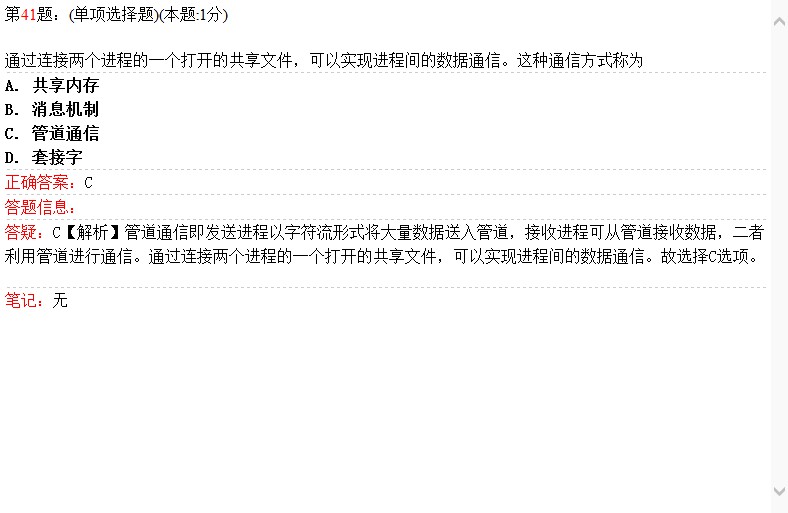 第41题：(单项选择题)(本题:1分)
通过连接两个进程的一个打开的共享文件，可以实现进程间的数据通信。这种通信方式称为
A. 共享内存
B. 消息机制
C. 管道通信
D. 套接字
正确答案：C
答题信息：
答疑：C【解析】管道通信即发送进程以字符流形式将大量数据送入管道，接收进程可从管道接收数据，二者
利用管道进行通信。通过连接两个进程的一个打开的共享文件，可以实现进程间的数据通信。故选择C选项。
笔记：无